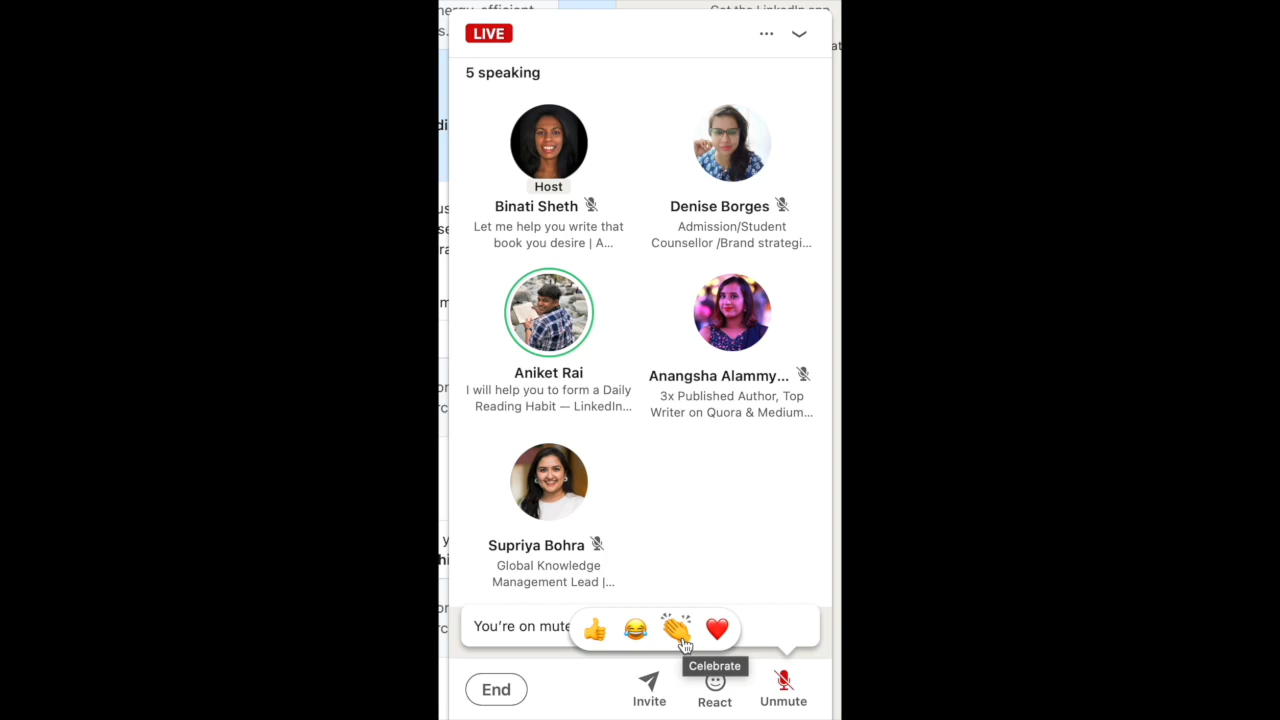 LIVE
5 speaking
Host
Binati Sheth
Let me help you write that
book you desire | A...
Denise Borges
Admission/Student
Counsellor /Brand strategi...
Aniket Rai
I will help you to form a Daily
Reading Habit — LinkedIn...
Anangsha Alammy...
3x Published Author, Top
Writer on Quora & Medium...
Supriya Bohra
Global Knowledge
Management Lead |...
You're on mute
Celebrate
End
Invite
React
Unmute